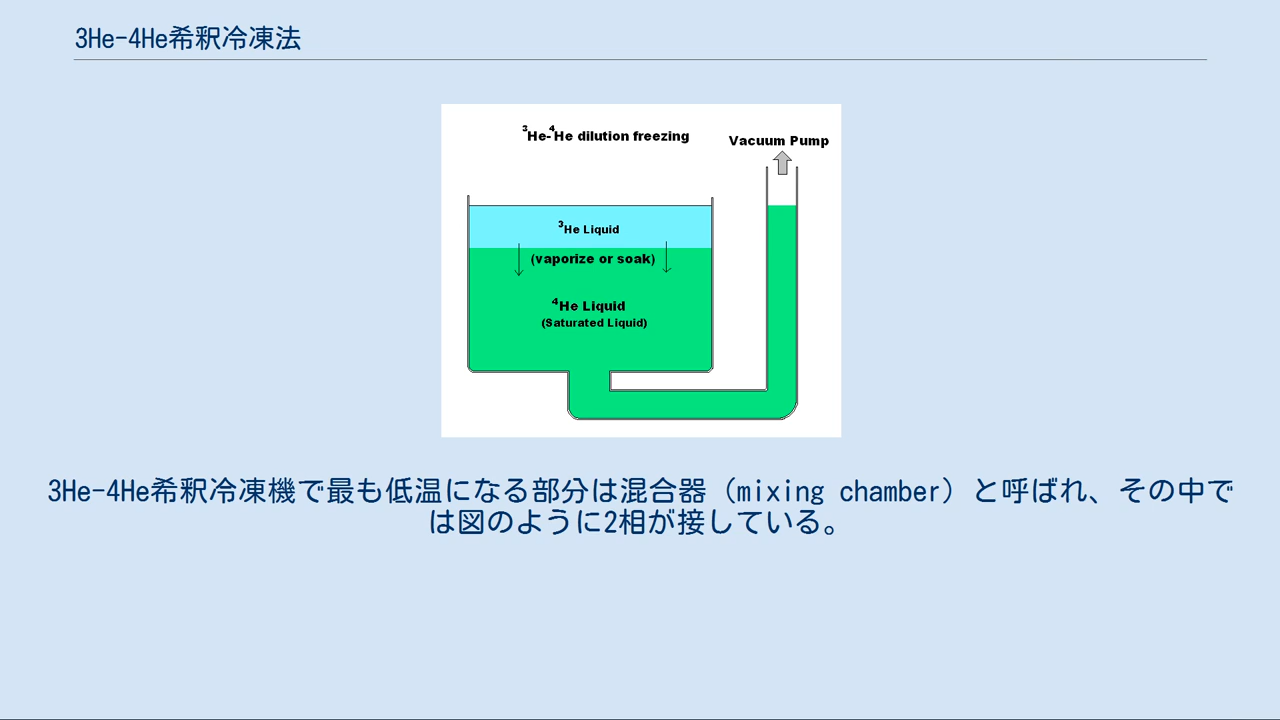 3He-4He希釈冷凍法
³He-⁴He dilution freezing
Vacuum Pump
³He Liquid
(vaporize or soak)
⁴He Liquid
(Saturated Liquid)
3He-4He希釈冷凍機で最も低温になる部分は混合器（mixing chamber）と呼ばれ、その中で
は図のように2相が接している。